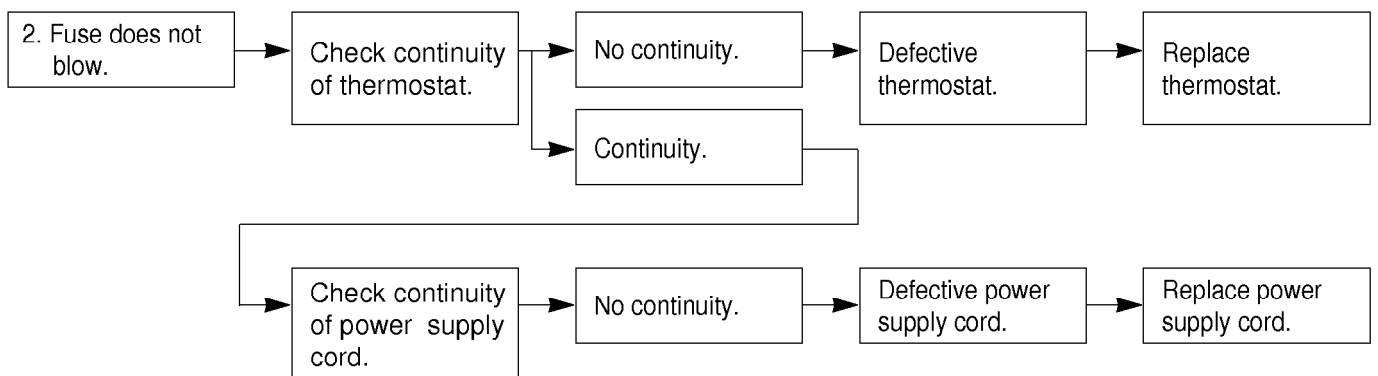 2. Fuse does not
blow.
Check continuity
of thermostat.
No continuity.
Defective
thermostat.
Replace
thermostat.
Continuity.
Check continuity
of power supply
cord.
No continuity.
Defective power
supply cord.
Replace power
supply cord.